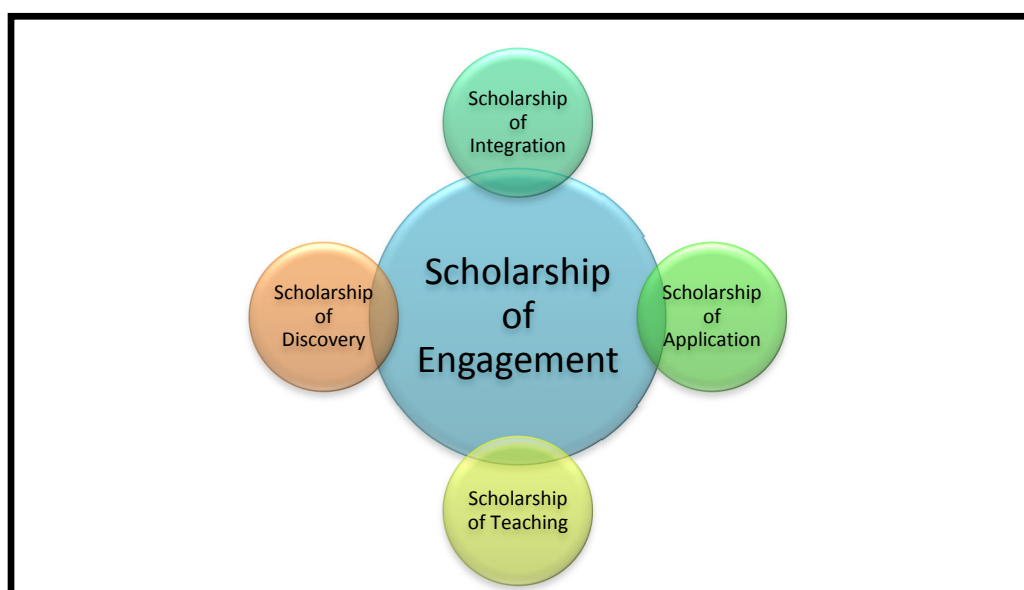 Scholarship
of
Integration
Scholarship
of
Discovery
Scholarship
of
Engagement
Scholarship
of
Application
Scholarship
of Teaching